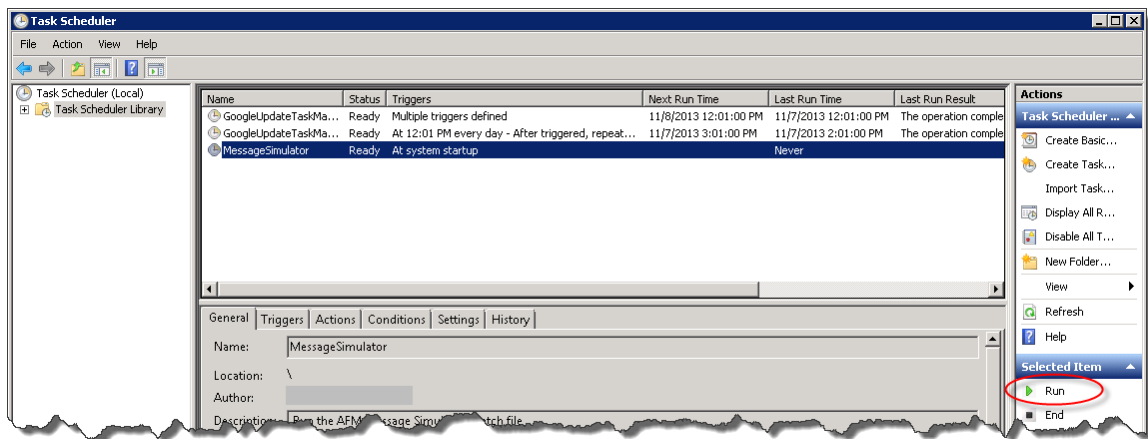 Task Scheduler
File Action View Help
Task Scheduler (Local)
Task Scheduler Library
Name Status Triggers Next Run Time Last Run Time Last Run Result
GoogleUpdateTaskMa... Ready Multiple triggers defined 11/8/2013 12:01:00 PM 11/7/2013 12:01:00 PM The operation comple
GoogleUpdateTaskMa... Ready At 12:01 PM every day - After triggered, repeat... 11/7/2013 3:01:00 PM 11/7/2013 2:01:00 PM The operation comple
MessageSimulator Ready At system startup Never
General Triggers Actions Conditions Settings History
Name: MessageSimulator
Location: \
Author:
Description: Run the AFM Message
Actions
Task Scheduler ...
Create Basic...
Create Task...
Import Task...
Display All R...
Disable All T...
New Folder...
View
Refresh
Help
Selected Item
Run
End